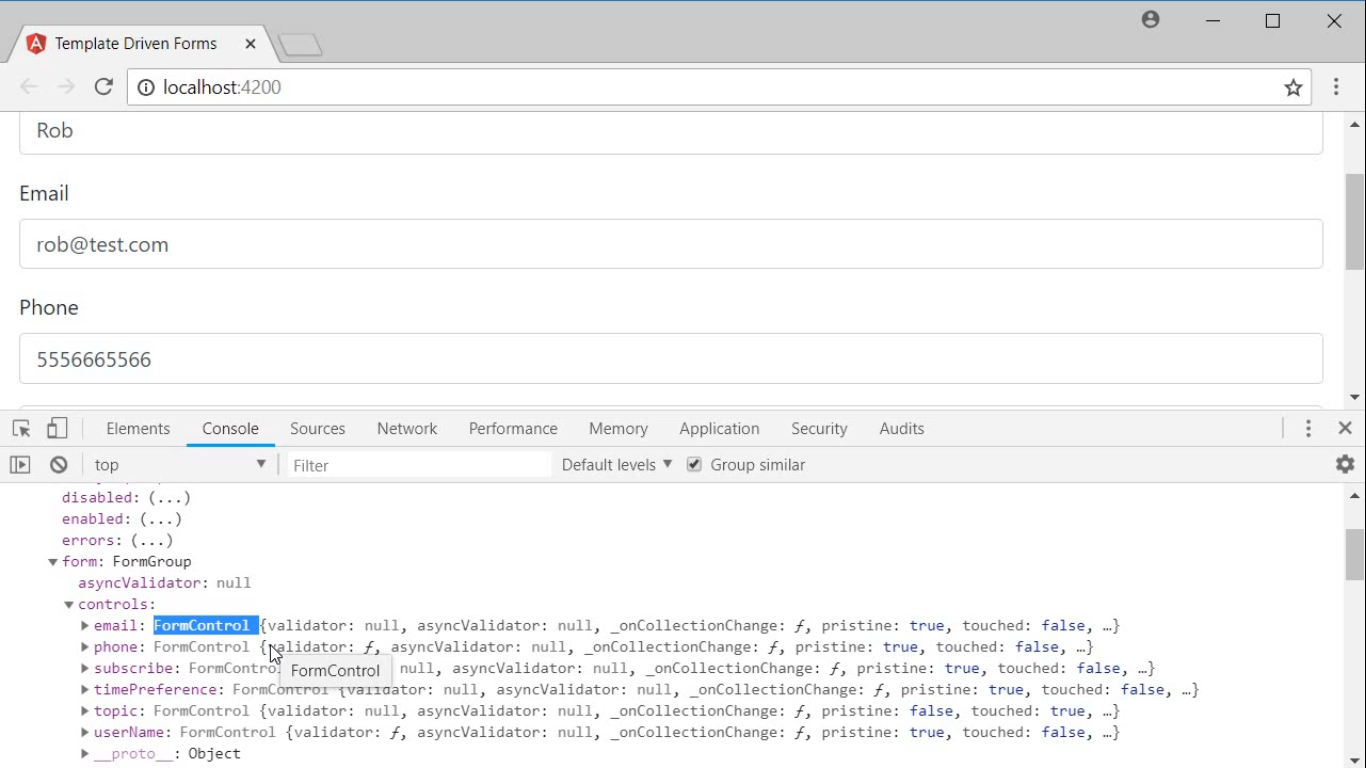 Template Driven Forms
localhost:4200
Rob
Email
rob@test.com
Phone
5556665566
Elements Console Sources Network Performance Memory Application Security Audits
top Filter Default levels Group similar
disabled: (...)
enabled: (...)
errors: (...)
form: FormGroup
asyncValidator: null
controls:
email: FormControl {validator: null, asyncValidator: null, _onCollectionChange: ƒ, pristine: true, touched: false, …}
phone: FormControl {validator: ƒ, asyncValidator: null, _onCollectionChange: ƒ, pristine: true, touched: false, …}
subscribe: FormContro null, asyncValidator: null, _onCollectionChange: ƒ, pristine: true, touched: false, …}
FormControl
timePreference: FormControl {validator: null, asyncValidator: null, _onCollectionChange: ƒ, pristine: true, touched: false, …}
topic: FormControl {validator: null, asyncValidator: null, _onCollectionChange: ƒ, pristine: false, touched: true, …}
userName: FormControl {validator: ƒ, asyncValidator: null, _onCollectionChange: ƒ, pristine: true, touched: false, …}
__proto__: Object